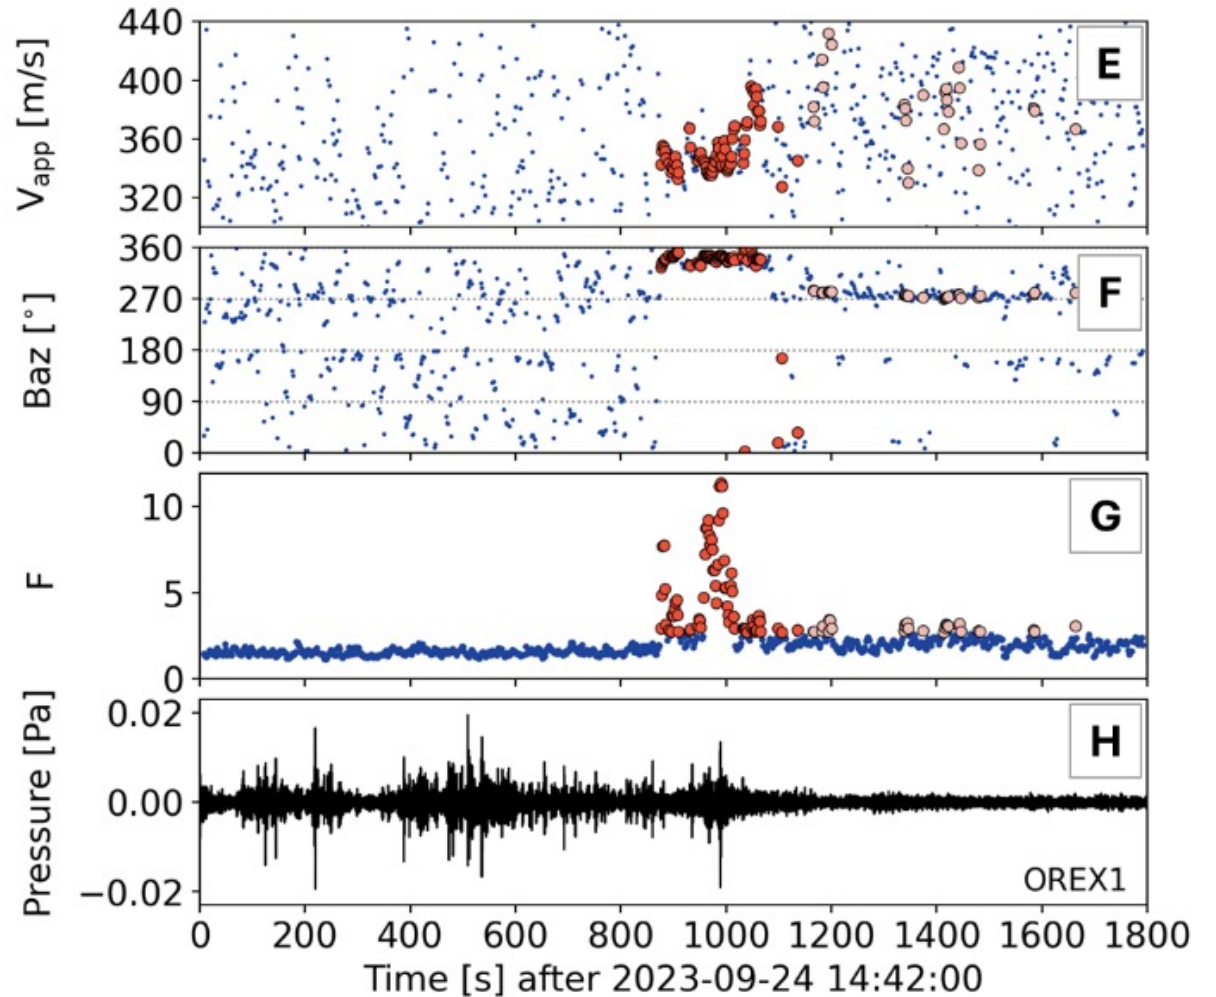 440
400
360
320
V_app [m/s]
E
360
270
180
90
0
Baz [°]
F
10
5
0
F
G
0.02
0.00
−0.02
Pressure [Pa]
H
OREX1
0 200 400 600 800 1000 1200 1400 1600 1800
Time [s] after 2023-09-24 14:42:00